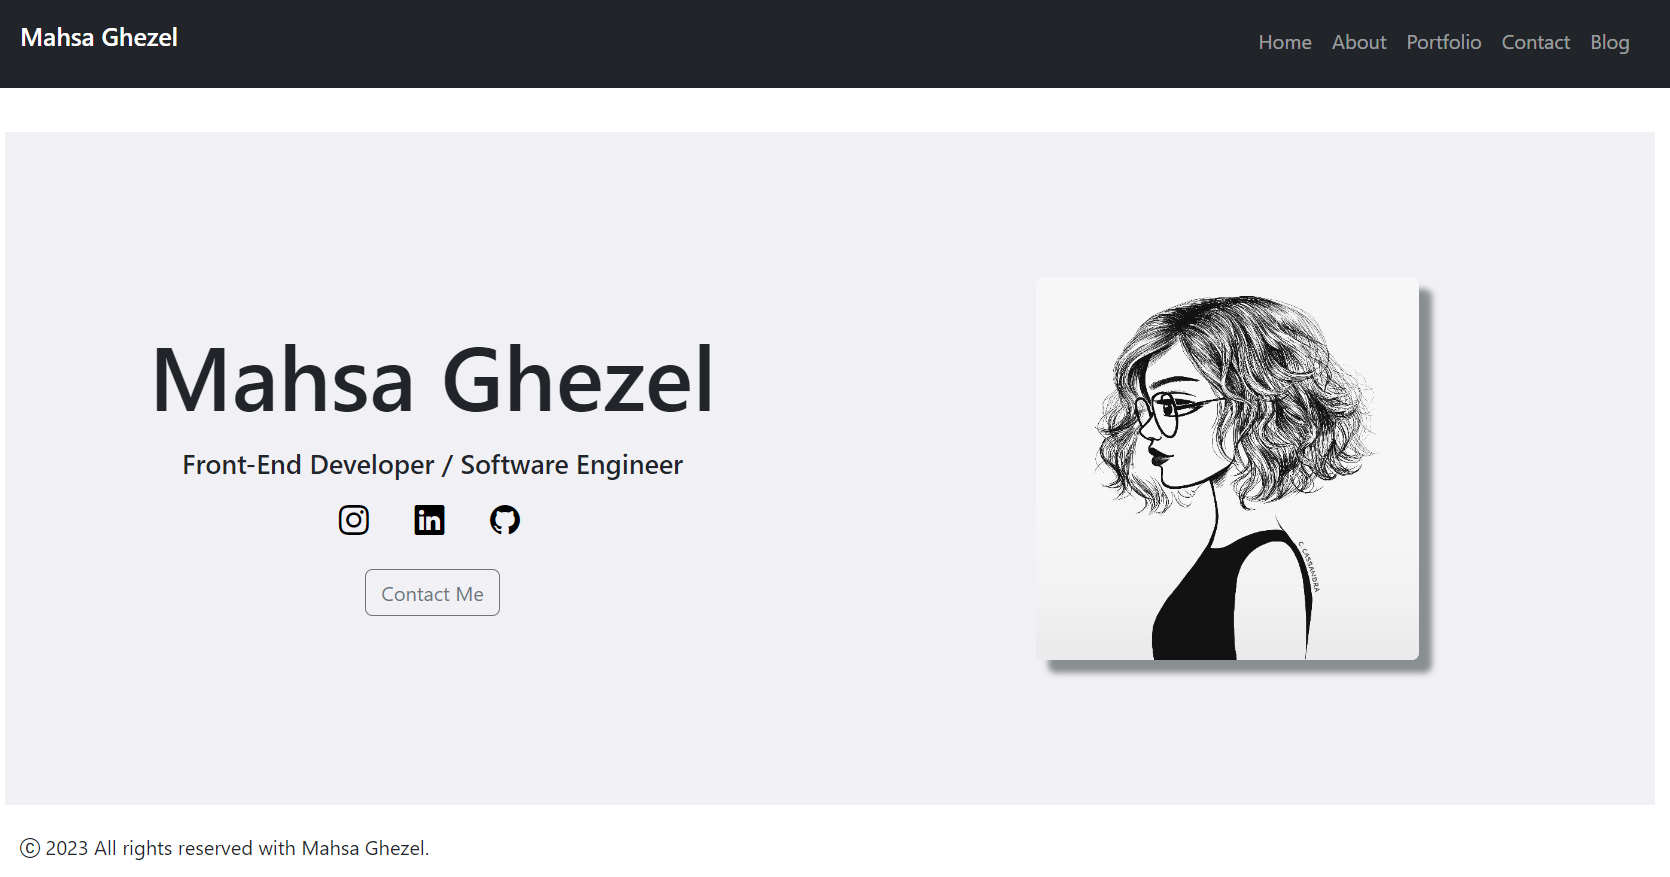 Mahsa Ghezel
Home About Portfolio Contact Blog
Mahsa Ghezel
Front-End Developer / Software Engineer
in
Contact Me
C.CASSANDRA
© 2023 All rights reserved with Mahsa Ghezel.